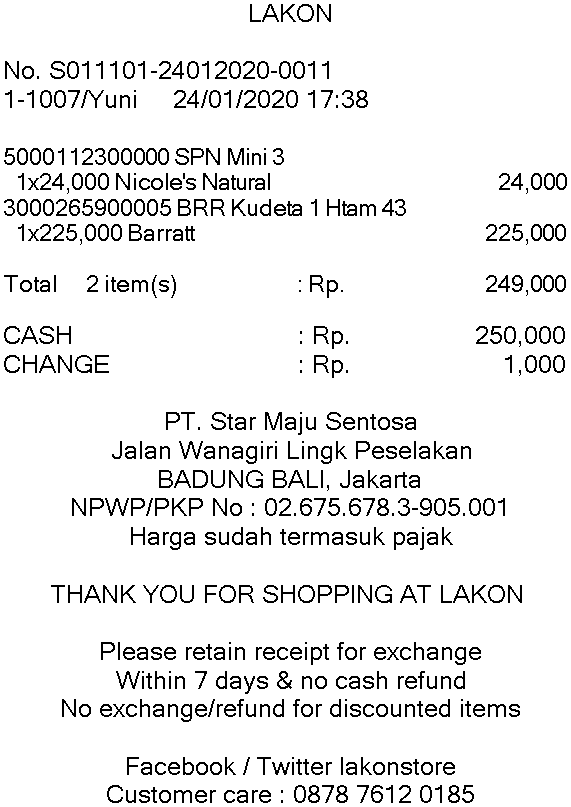 LAKON
No. S011101-24012020-0011
1-1007/Yuni 24/01/2020 17:38
5000112300000 SPN Mini 3
1x24,000 Nicole's Natural 24,000
3000265900005 BRR Kudeta 1 Htam 43
1x225,000 Barratt 225,000
Total 2 item(s) : Rp. 249,000
CASH : Rp. 250,000
CHANGE : Rp. 1,000
PT. Star Maju Sentosa
Jalan Wanagiri Lingk Peselakan
BADUNG BALI, Jakarta
NPWP/PKP No : 02.675.678.3-905.001
Harga sudah termasuk pajak
THANK YOU FOR SHOPPING AT LAKON
Please retain receipt for exchange
Within 7 days & no cash refund
No exchange/refund for discounted items
Facebook / Twitter lakonstore
Customer care : 0878 7612 0185